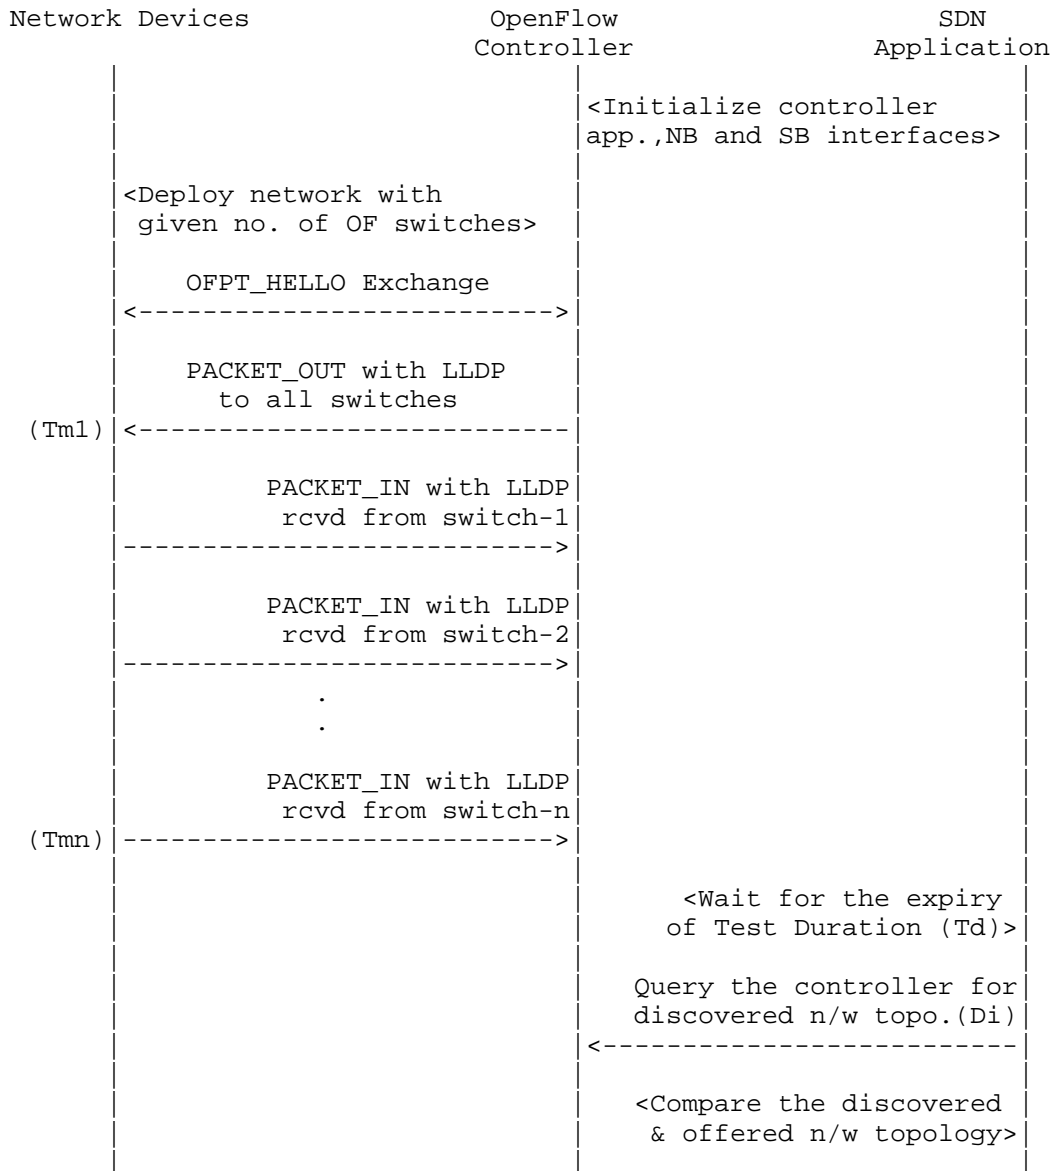 Network Devices OpenFlow SDN
Controller Application
<Initialize controller
app.,NB and SB interfaces>
<Deploy network with
given no. of OF switches>
OFPT_HELLO Exchange
<--------------------------->
PACKET_OUT with LLDP
to all switches
(Tm1) <---------------------------
PACKET_IN with LLDP
rcvd from switch-1
--------------------------->
PACKET_IN with LLDP
rcvd from switch-2
--------------------------->
.
.
PACKET_IN with LLDP
rcvd from switch-n
(Tmn) --------------------------->
<Wait for the expiry
of Test Duration (Td)>
Query the controller for
discovered n/w topo.(Di)
<--------------------------
<Compare the discovered
& offered n/w topology>